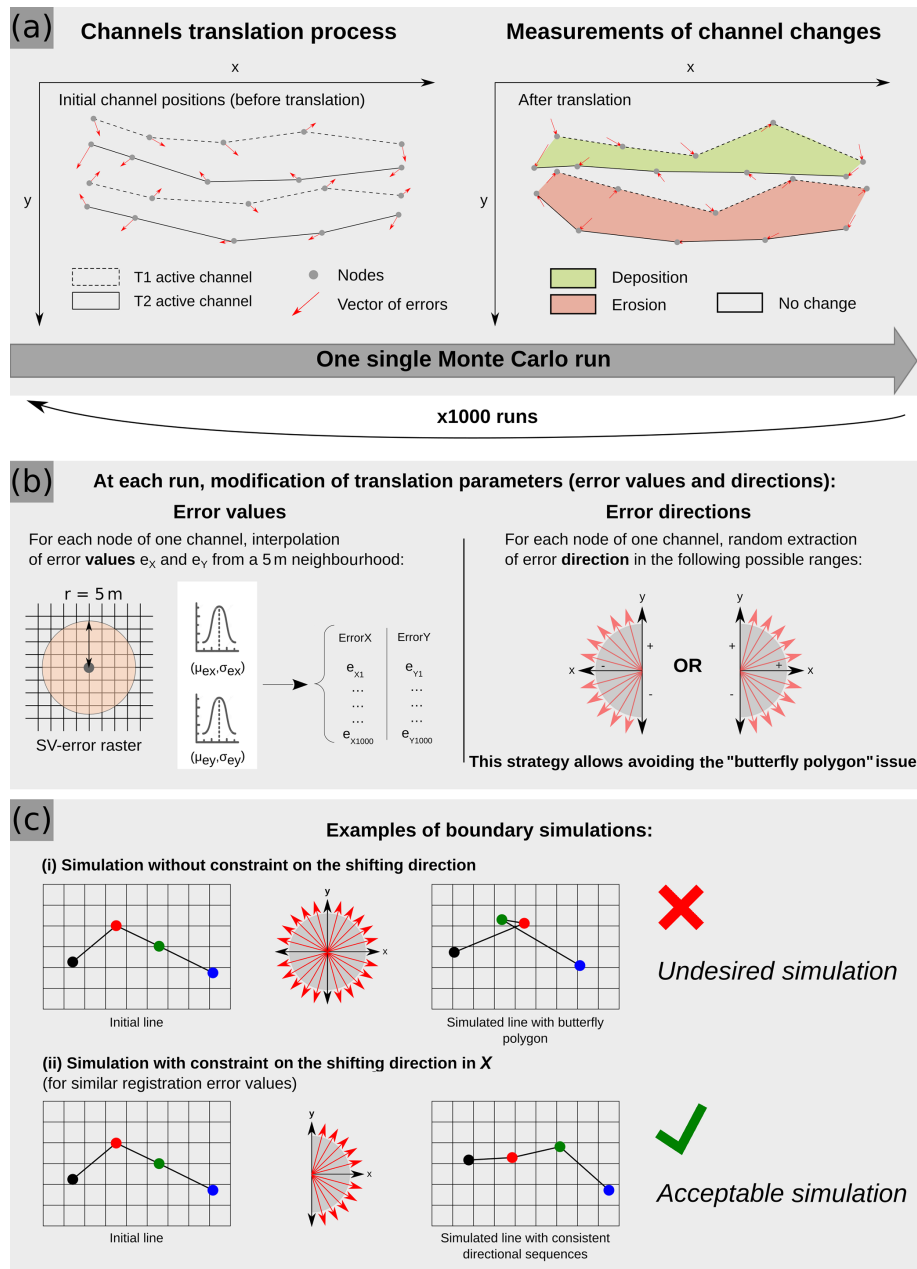 (a)
Channels translation process
Measurements of channel changes
x
x
Initial channel positions (before translation)
After translation
y
y
T1 active channel
Nodes
T2 active channel
Vector of errors
Deposition
Erosion
No change
One single Monte Carlo run
x1000 runs
(b)
At each run, modification of translation parameters (error values and directions):
Error values
Error directions
For each node of one channel, interpolation
of error values eX and eY from a 5 m neighbourhood:
For each node of one channel, random extraction
of error direction in the following possible ranges:
r = 5 m
SV-error raster
(μex,σex)
(μey,σey)
ErrorX
ErrorY
eX1
eY1
...
...
...
...
...
...
eX1000
eY1000
y
+
x
-
-
OR
y
+
+
x
-
This strategy allows avoiding the "butterfly polygon" issue
(c)
Examples of boundary simulations:
(i) Simulation without constraint on the shifting direction
y
x
Initial line
Simulated line with butterfly
polygon
Undesired simulation
(ii) Simulation with constraint on the shifting direction in X
(for similar registration error values)
y
x
Initial line
Simulated line with consistent
directional sequences
Acceptable simulation